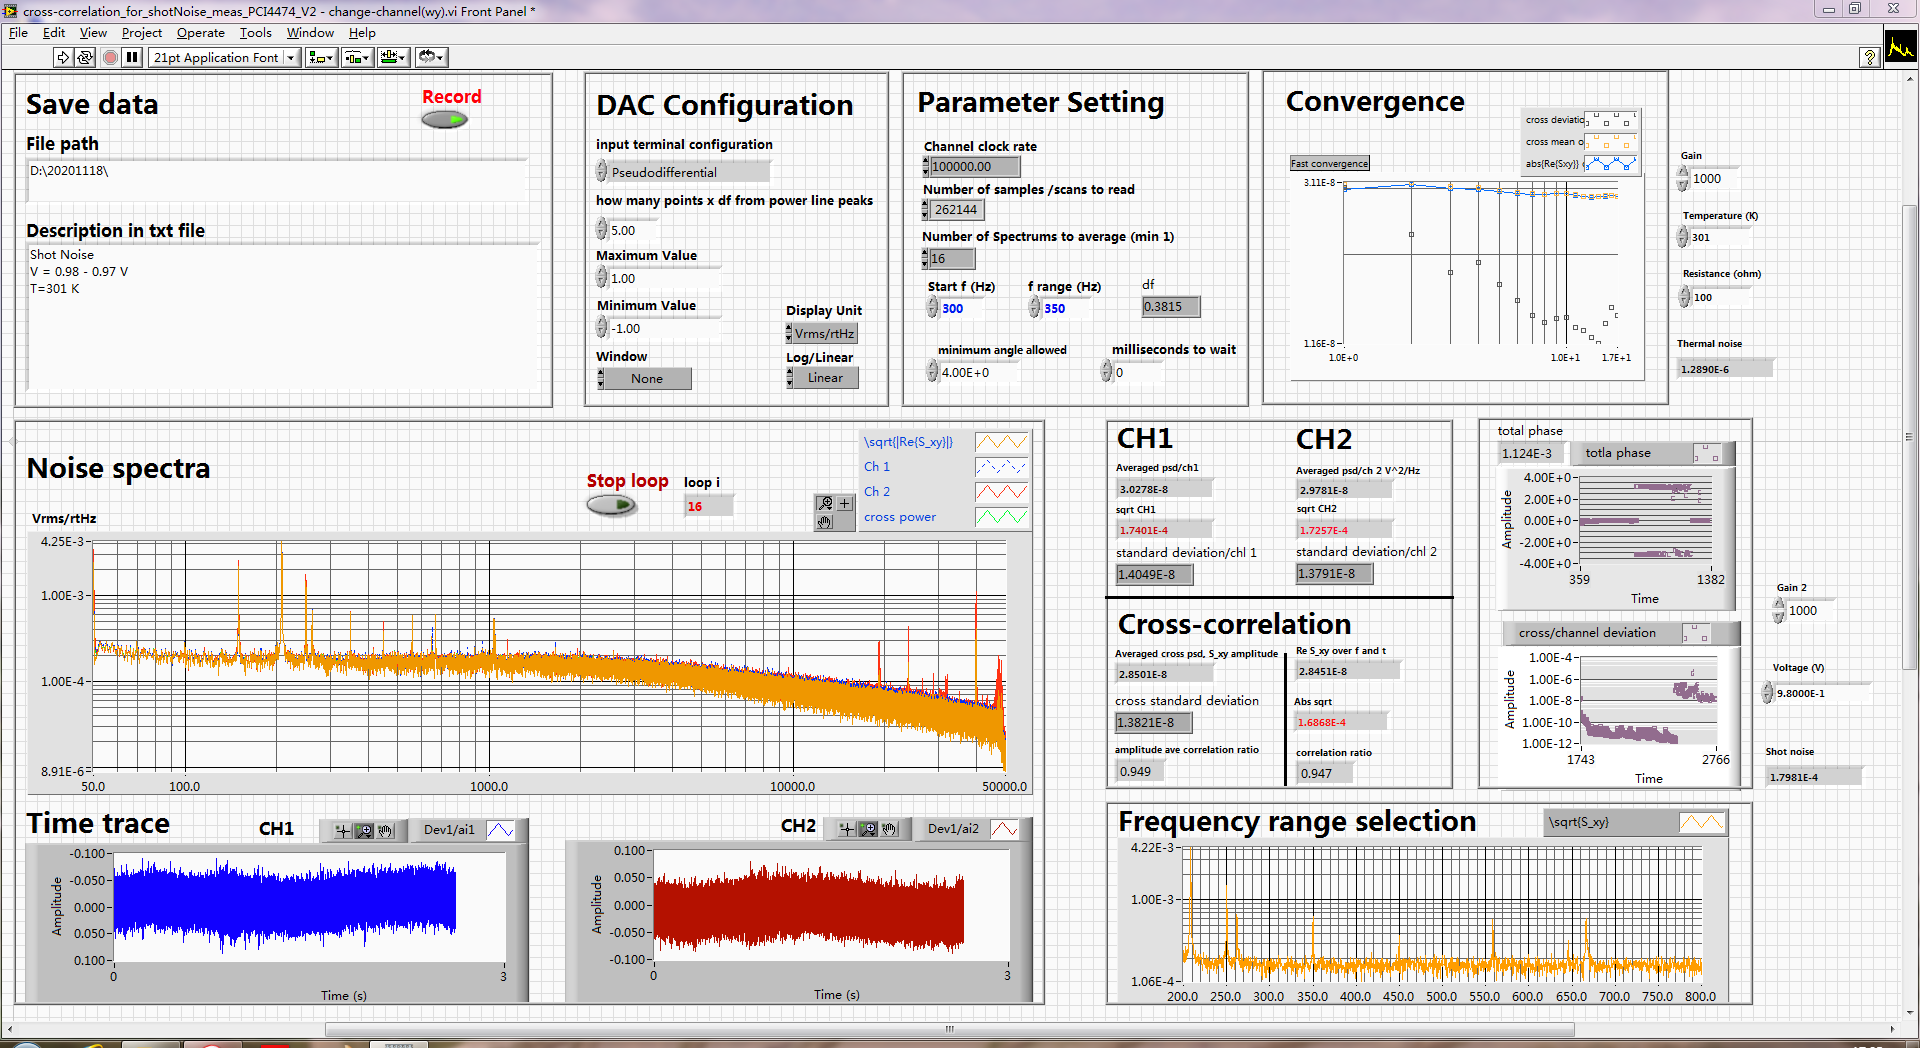 cross-correlation_for_shotNoise_meas_PCI4474_V2 - change-channel(wy).vi Front Panel *
File Edit View Project Operate Tools Window Help
21pt Application Font
Save data
Record
File path
D:\20201118\
Description in txt file
Shot Noise
V = 0.98 - 0.97 V
T=301 K
DAC Configuration
input terminal configuration
Pseudodifferential
how many points x df from power line peaks
5.00
Maximum Value
1.00
Minimum Value
-1.00
Window
None
Display Unit
Vrms/rtHz
Log/Linear
Linear
Parameter Setting
Channel clock rate
100000.00
Number of samples /scans to read
262144
Number of Spectrums to average (min 1)
16
Start f (Hz) f range (Hz) df
300 350 0.3815
minimum angle allowed milliseconds to wait
4.00E+0 0
Convergence
cross deviatio
cross mean o
abs{Re{Sxy}}
Fast convergence
3.11E-8
1.16E-8
1.0E+0 1.0E+1 1.7E+1
Gain
1000
Temperature (K)
301
Resistance (ohm)
100
Thermal noise
1.2890E-6
Noise spectra
Stop loop
loop i
16
\sqrt{|Re{S_xy}|}
Ch 1
Ch 2
cross power
Vrms/rtHz
4.25E-3
1.00E-3
1.00E-4
8.91E-6
50.0 100.0 1000.0 10000.0 50000.0
Time trace
CH1
Dev1/ai1
Amplitude
-0.100
-0.050
0.000
0.050
0.100
0 3
Time (s)
CH2
Dev1/ai2
Amplitude
0.100
0.050
0.000
-0.050
-0.100
0 3
Time (s)
CH1
Averaged psd/ch1
3.0278E-8
sqrt CH1
1.7401E-4
standard deviation/chl 1
1.4049E-8
CH2
Averaged psd/ch 2 V^2/Hz
2.9781E-8
sqrt CH2
1.7257E-4
standard deviation/chl 2
1.3791E-8
Cross-correlation
Averaged cross psd, S_xy amplitude
2.8501E-8
cross standard deviation
1.3821E-8
amplitude ave correlation ratio
0.949
Re S_xy over f and t
2.8451E-8
Abs sqrt
1.6868E-4
correlation ratio
0.947
total phase
1.124E-3
totla phase
Amplitude
4.00E+0
2.00E+0
0.00E+0
-2.00E+0
-4.00E+0
359 1382
Time
cross/channel deviation
Amplitude
1.00E-4
1.00E-6
1.00E-8
1.00E-10
1.00E-12
1743 2766
Time
Gain 2
1000
Voltage (V)
9.8000E-1
Shot noise
1.7981E-4
Frequency range selection
\sqrt{S_xy}
4.22E-3
1.00E-3
1.06E-4
200.0 250.0 300.0 350.0 400.0 450.0 500.0 550.0 600.0 650.0 700.0 750.0 800.0